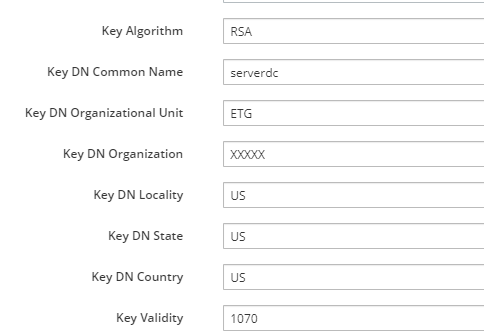 Key Algorithm RSA
Key DN Common Name serverdc
Key DN Organizational Unit ETG
Key DN Organization XXXXX
Key DN Locality US
Key DN State US
Key DN Country US
Key Validity 1070